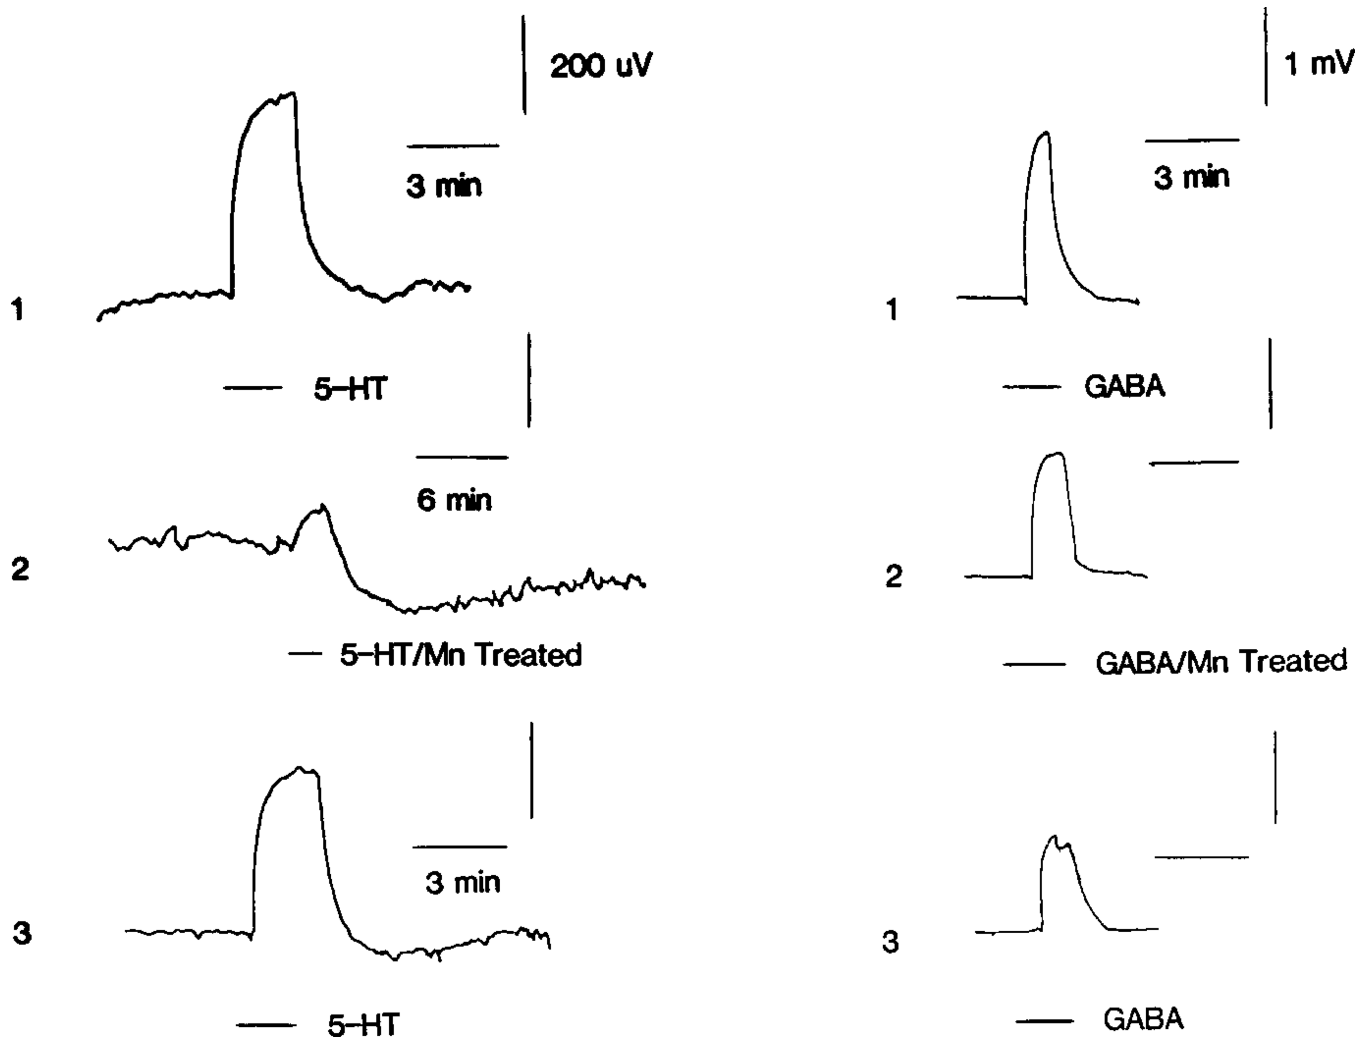 200 uV
3 min
1
5-HT
6 min
2
5-HT/Mn Treated
3 min
3
5-HT
1 mV
3 min
1
GABA
2
GABA/Mn Treated
3
GABA